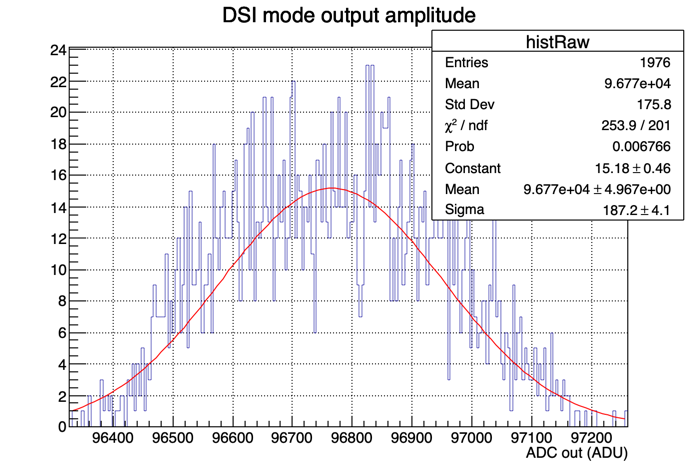 DSI mode output amplitude
histRaw
Entries 1976
Mean 9.677e+04
Std Dev 175.8
χ² / ndf 253.9 / 201
Prob 0.006766
Constant 15.18 ± 0.46
Mean 9.677e+04 ± 4.967e+00
Sigma 187.2 ± 4.1
24
22
20
18
16
14
12
10
8
6
4
2
0
96400 96500 96600 96700 96800 96900 97000 97100 97200
ADC out (ADU)